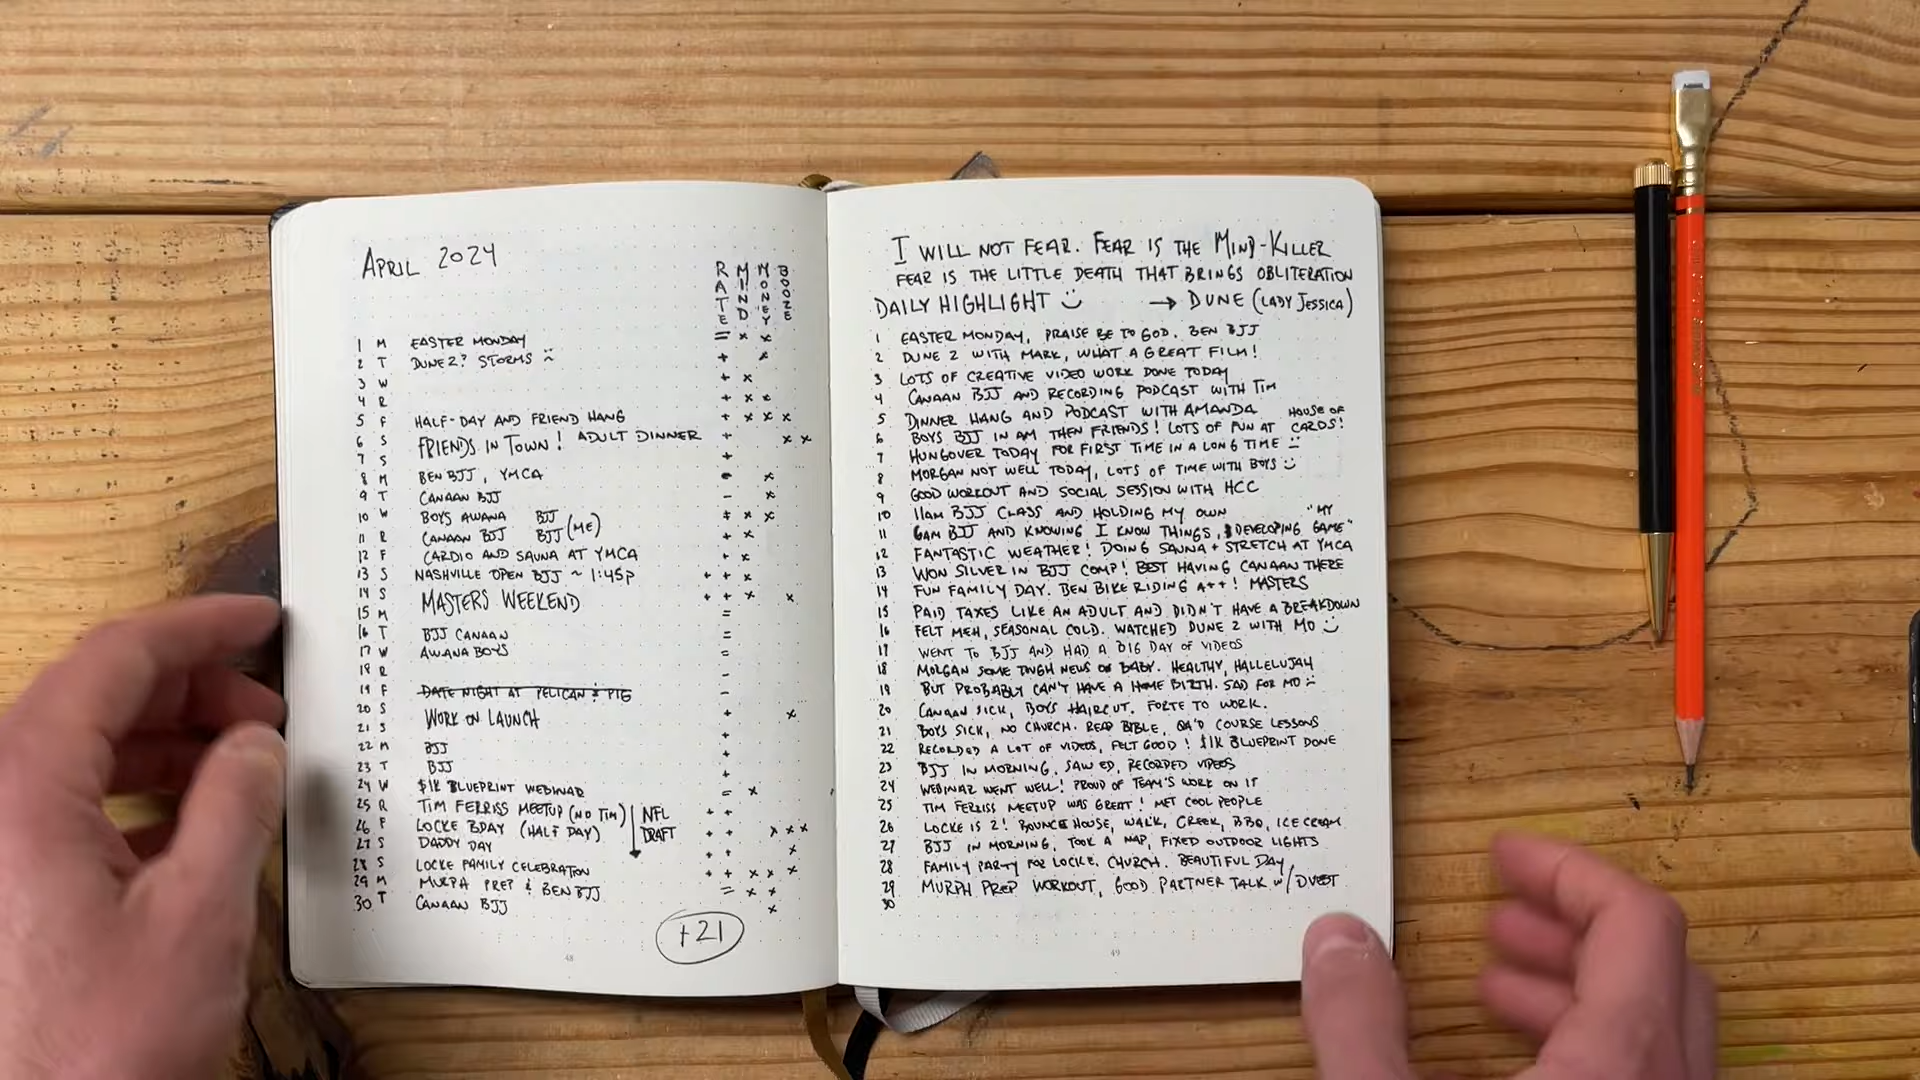 APRIL 2024
RATE MIND MONEY BOOZE
1 M EASTER MONDAY = x x
2 T DUNE 2? STORMS + x
3 W + x
4 R + x x
5 F HALF-DAY AND FRIEND HANG + x x x
6 S FRIENDS IN TOWN! ADULT DINNER + x x
7 S +
8 M BEN BJJ, YMCA - x
9 T CANAAN BJJ - x
10 W BOYS AWANA BJJ + x x
11 R CANAAN BJJ BJJ (ME) + x
12 F CARDIO AND SAUNA AT YMCA + x
13 S NASHVILLE OPEN BJJ ~ 1:45P + + x
14 S MASTERS WEEKEND + + x x
15 M =
16 T BJJ CANAAN =
17 W AWANA BOYS =
18 R -
19 F DATE NIGHT AT PELICAN & PIG -
20 S + x
21 S WORK ON LAUNCH +
22 M BJJ +
23 T BJJ +
24 W $1K BLUEPRINT WEBINAR = x
25 R TIM FERRISS MEETUP (NO TIM) NFL + +
26 F LOCKE BDAY (HALF DAY) DRAFT + + x x x
27 S DADDY DAY + + x
28 S LOCKE FAMILY CELEBRATION + + x x x
29 M MURPH PREP & BEN BJJ = x x
30 T CANAAN BJJ x
+21
48
I WILL NOT FEAR. FEAR IS THE MIND-KILLER
FEAR IS THE LITTLE DEATH THAT BRINGS OBLITERATION
DAILY HIGHLIGHT :) → DUNE (LADY JESSICA)
1 EASTER MONDAY, PRAISE BE TO GOD. BEN BJJ
2 DUNE 2 WITH MARK, WHAT A GREAT FILM!
3 LOTS OF CREATIVE VIDEO WORK DONE TODAY
4 CANAAN BJJ AND RECORDING PODCAST WITH TIM
5 DINNER HANG AND PODCAST WITH AMANDA
6 BOYS BJJ IN AM THEN FRIENDS! LOTS OF FUN AT HOUSE OF CARDS!
7 HUNGOVER TODAY FOR FIRST TIME IN A LONG TIME
8 MORGAN NOT WELL TODAY, LOTS OF TIME WITH BOYS :)
9 GOOD WORKOUT AND SOCIAL SESSION WITH HCC
10 11AM BJJ CLASS AND HOLDING MY OWN
11 6AM BJJ AND KNOWING I KNOW THINGS, & DEVELOPING "MY GAME"
12 FANTASTIC WEATHER! DOING SAUNA + STRETCH AT YMCA
13 WON SILVER IN BJJ COMP! BEST HAVING CANAAN THERE
14 FUN FAMILY DAY. BEN BIKE RIDING A++! MASTERS
15 PAID TAXES LIKE AN ADULT AND DIDN'T HAVE A BREAKDOWN
16 FELT MEH, SEASONAL COLD. WATCHED DUNE 2 WITH MO :)
17 WENT TO BJJ AND HAD A BIG DAY OF VIDEOS
18 MORGAN SOME TOUGH NEWS OF BABY. HEALTHY, HALLELUJAH
19 BUT PROBABLY CAN'T HAVE A HOME BIRTH. SAD FOR MO
20 CANAAN SICK, BOYS HAIRCUT. FORTE TO WORK.
21 BOYS SICK, NO CHURCH. READ BIBLE, QA'D COURSE LESSONS
22 RECORDED A LOT OF VIDEOS, FELT GOOD! $1K BLUEPRINT DONE
23 BJJ IN MORNING, SAW ED, RECORDED VIDEOS
24 WEBINAR WENT WELL! PROUD OF TEAM'S WORK ON IT
25 TIM FERRISS MEETUP WAS GREAT! MET COOL PEOPLE
26 LOCKE IS 2! BOUNCE HOUSE, WALK, CREEK, BBQ, ICE CREAM
27 BJJ IN MORNING, TOOK A NAP, FIXED OUTDOOR LIGHTS
28 FAMILY PARTY FOR LOCKE. CHURCH. BEAUTIFUL DAY
29 MURPH PREP WORKOUT, GOOD PARTNER TALK W/
30
49